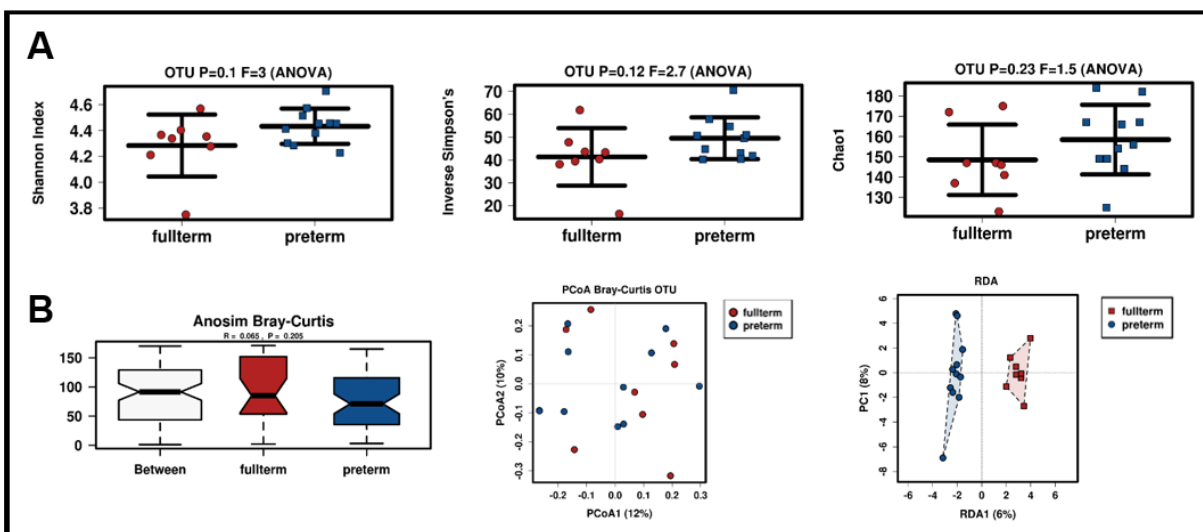 A
OTU P=0.1 F=3 (ANOVA)
Shannon Index
4.6
4.4
4.2
4.0
3.8
fullterm preterm
OTU P=0.12 F=2.7 (ANOVA)
Inverse Simpson's
70
60
50
40
30
20
fullterm preterm
OTU P=0.23 F=1.5 (ANOVA)
Chao1
180
170
160
150
140
130
fullterm preterm
B
Anosim Bray-Curtis
R = 0.065 , P = 0.205
150
100
50
0
Between fullterm preterm
PCoA Bray-Curtis OTU
fullterm
preterm
PCoA2 (10%)
0.2
0.1
0.0
-0.1
-0.2
-0.3
-0.2 -0.1 0.0 0.1 0.2 0.3
PCoA1 (12%)
RDA
fullterm
preterm
PC1 (8%)
6
4
2
0
-2
-4
-6
-8
-6 -4 -2 0 2 4 6
RDA1 (6%)